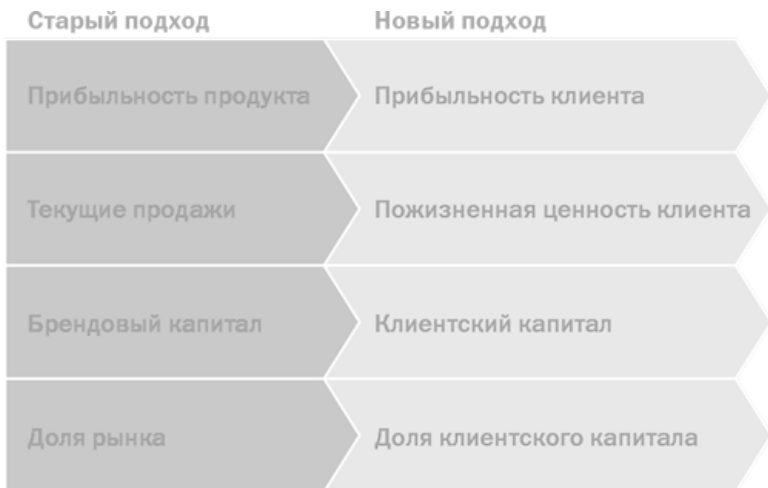 Старый подход Новый подход
Прибыльность продукта Прибыльность клиента
Текущие продажи Пожизненная ценность клиента
Брендовый капитал Клиентский капитал
Доля рынка Доля клиентского капитала